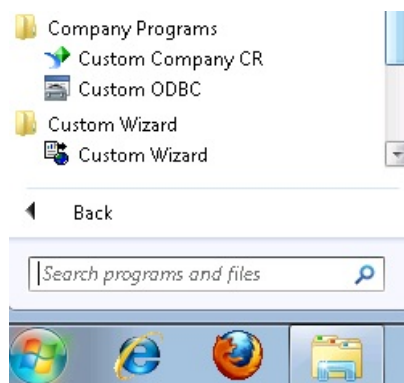 Company Programs
Custom Company CR
Custom ODBC
Custom Wizard
Custom Wizard
Back
Search programs and files